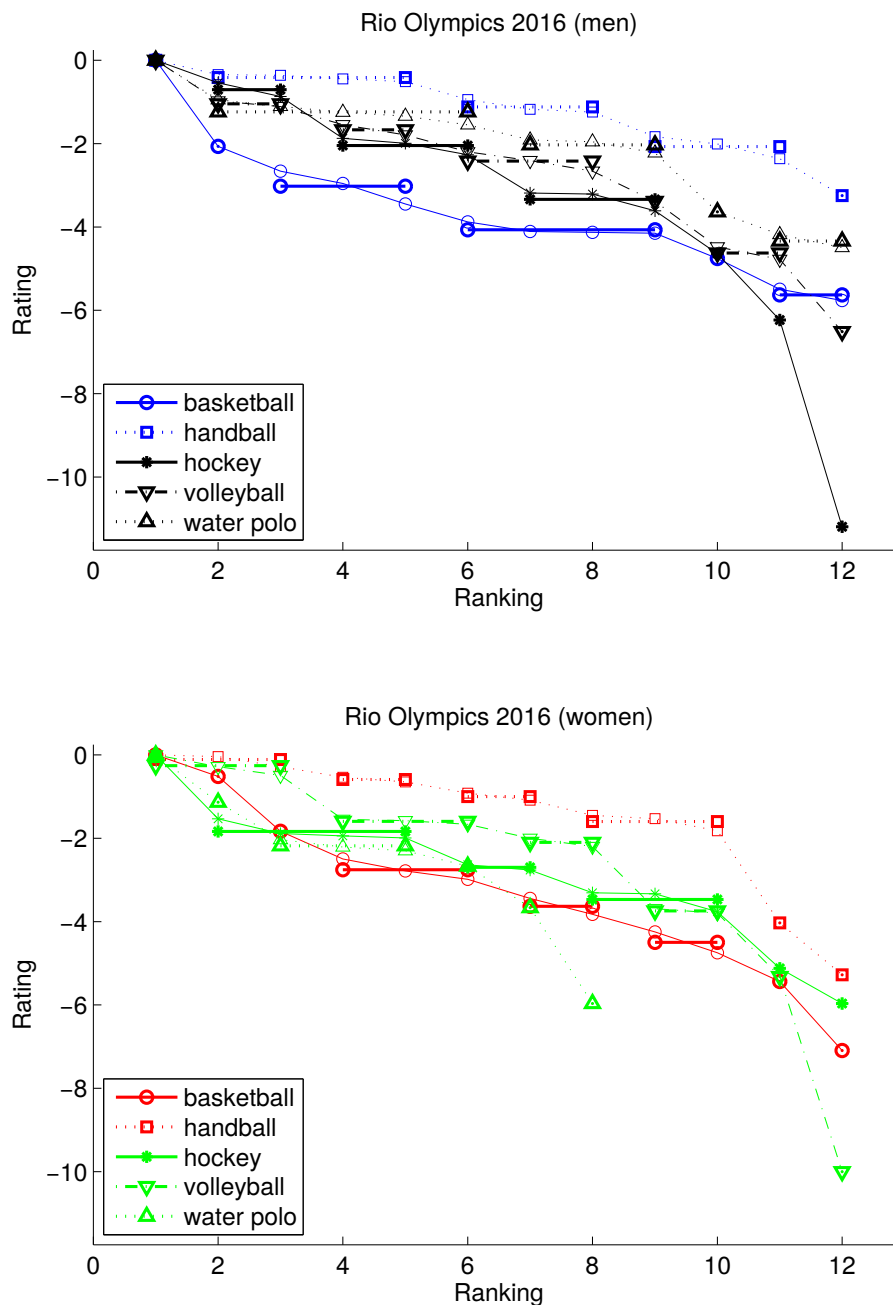 Rio Olympics 2016 (men)
0
−2
−4
−6
−8
−10
Rating
basketball
handball
hockey
volleyball
water polo
0 2 4 6 8 10 12
Ranking
Rio Olympics 2016 (women)
0
−2
−4
−6
−8
−10
Rating
basketball
handball
hockey
volleyball
water polo
0 2 4 6 8 10 12
Ranking